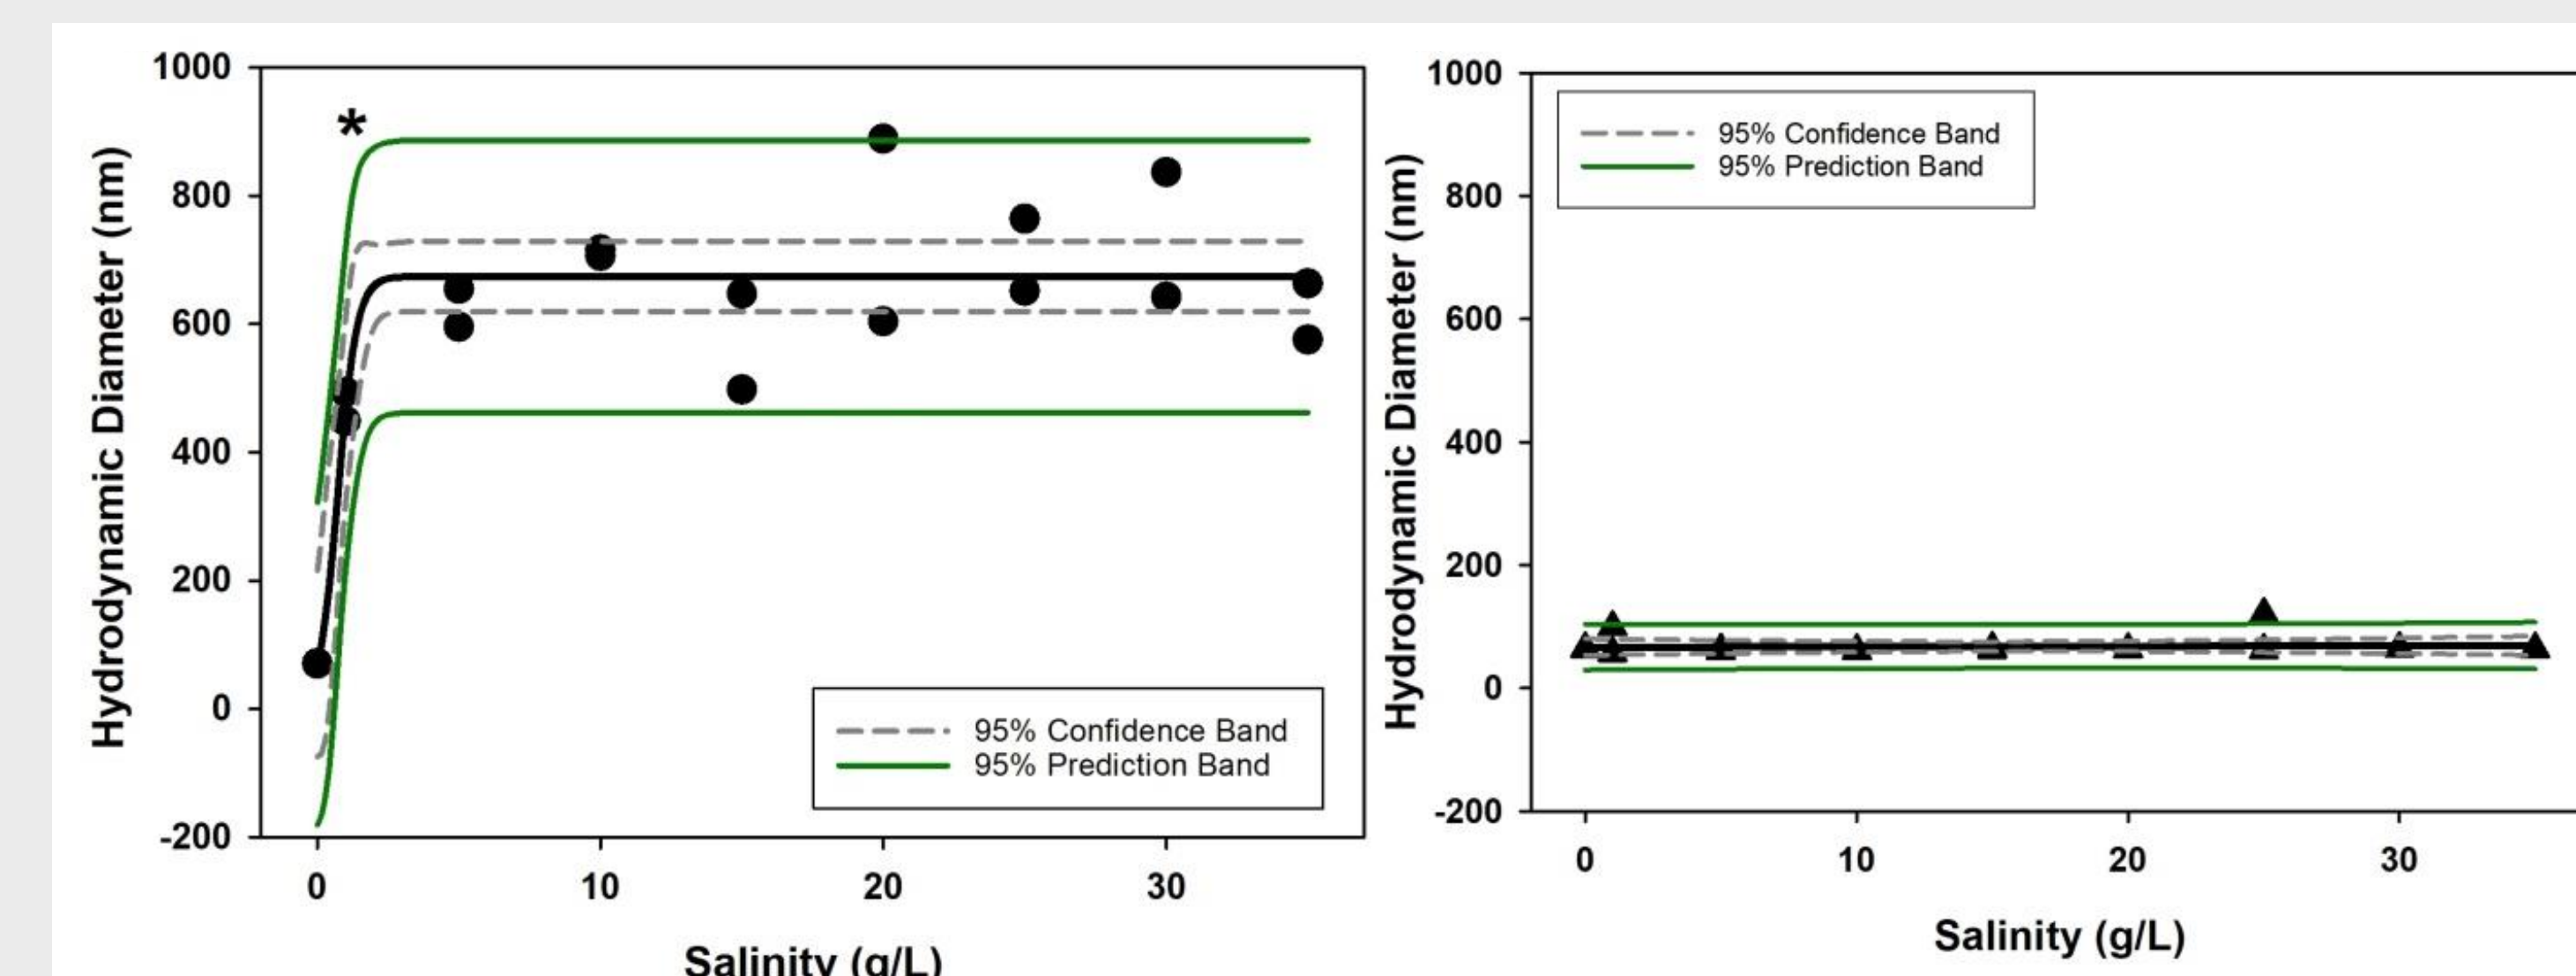 1000
800
600
400
200
0
-200
Hydrodynamic Diameter (nm)
*
95% Confidence Band
95% Prediction Band
0 10 20 30
Salinity (g/L)
1000
800
600
400
200
0
-200
Hydrodynamic Diameter (nm)
95% Confidence Band
95% Prediction Band
0 10 20 30
Salinity (g/L)